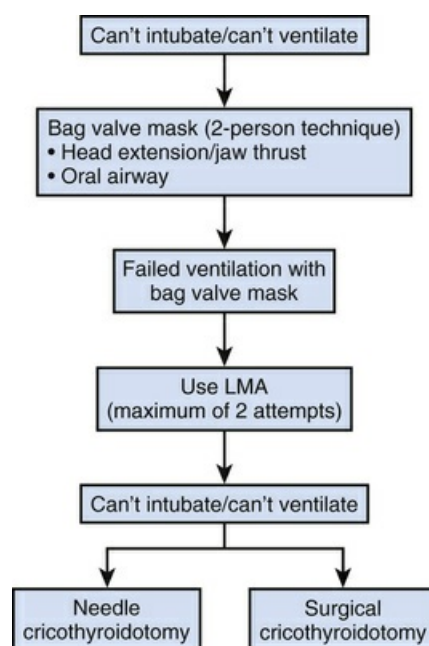 Can't intubate/can't ventilate
Bag valve mask (2-person technique)
• Head extension/jaw thrust
• Oral airway
Failed ventilation with
bag valve mask
Use LMA
(maximum of 2 attempts)
Can't intubate/can't ventilate
Needle
cricothyroidotomy
Surgical
cricothyroidotomy